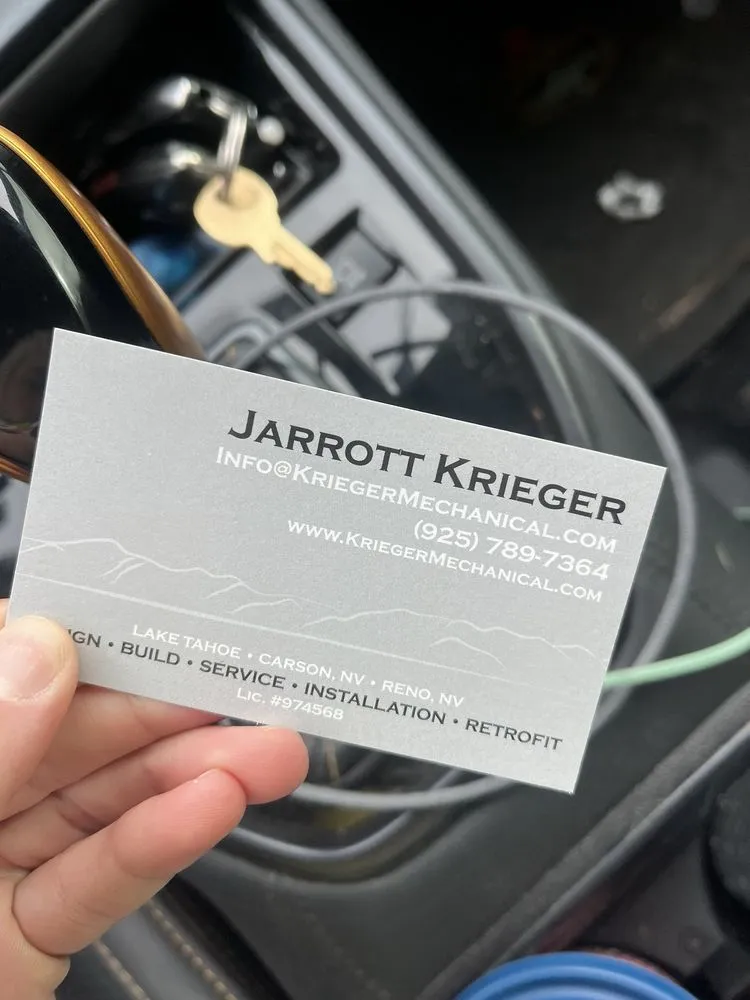 JARROTT KRIEGER
INFO@KRIEGERMECHANICAL.COM
(925) 789-7364
WWW.KRIEGERMECHANICAL.COM
LAKE TAHOE • CARSON, NV • RENO, NV
IGN • BUILD • SERVICE • INSTALLATION • RETROFIT
LIC. #974568